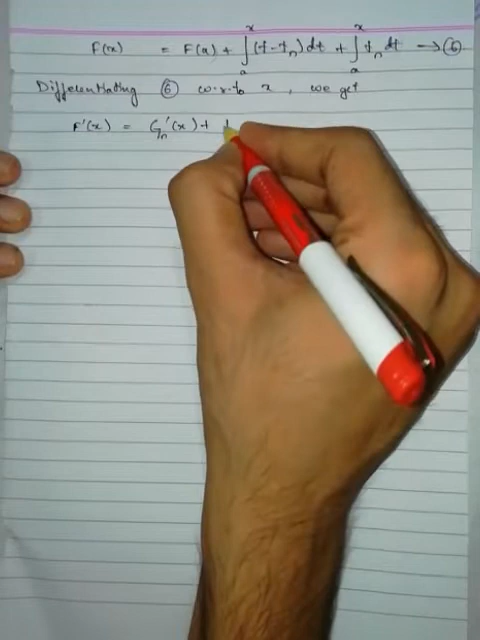 F(x) = F(a) + ∫ₐˣ (f - fₙ) dt + ∫ₐˣ fₙ dt → ⑥
Differentiating ⑥ w.r.to x, we get
F'(x) = Gₙ'(x) +